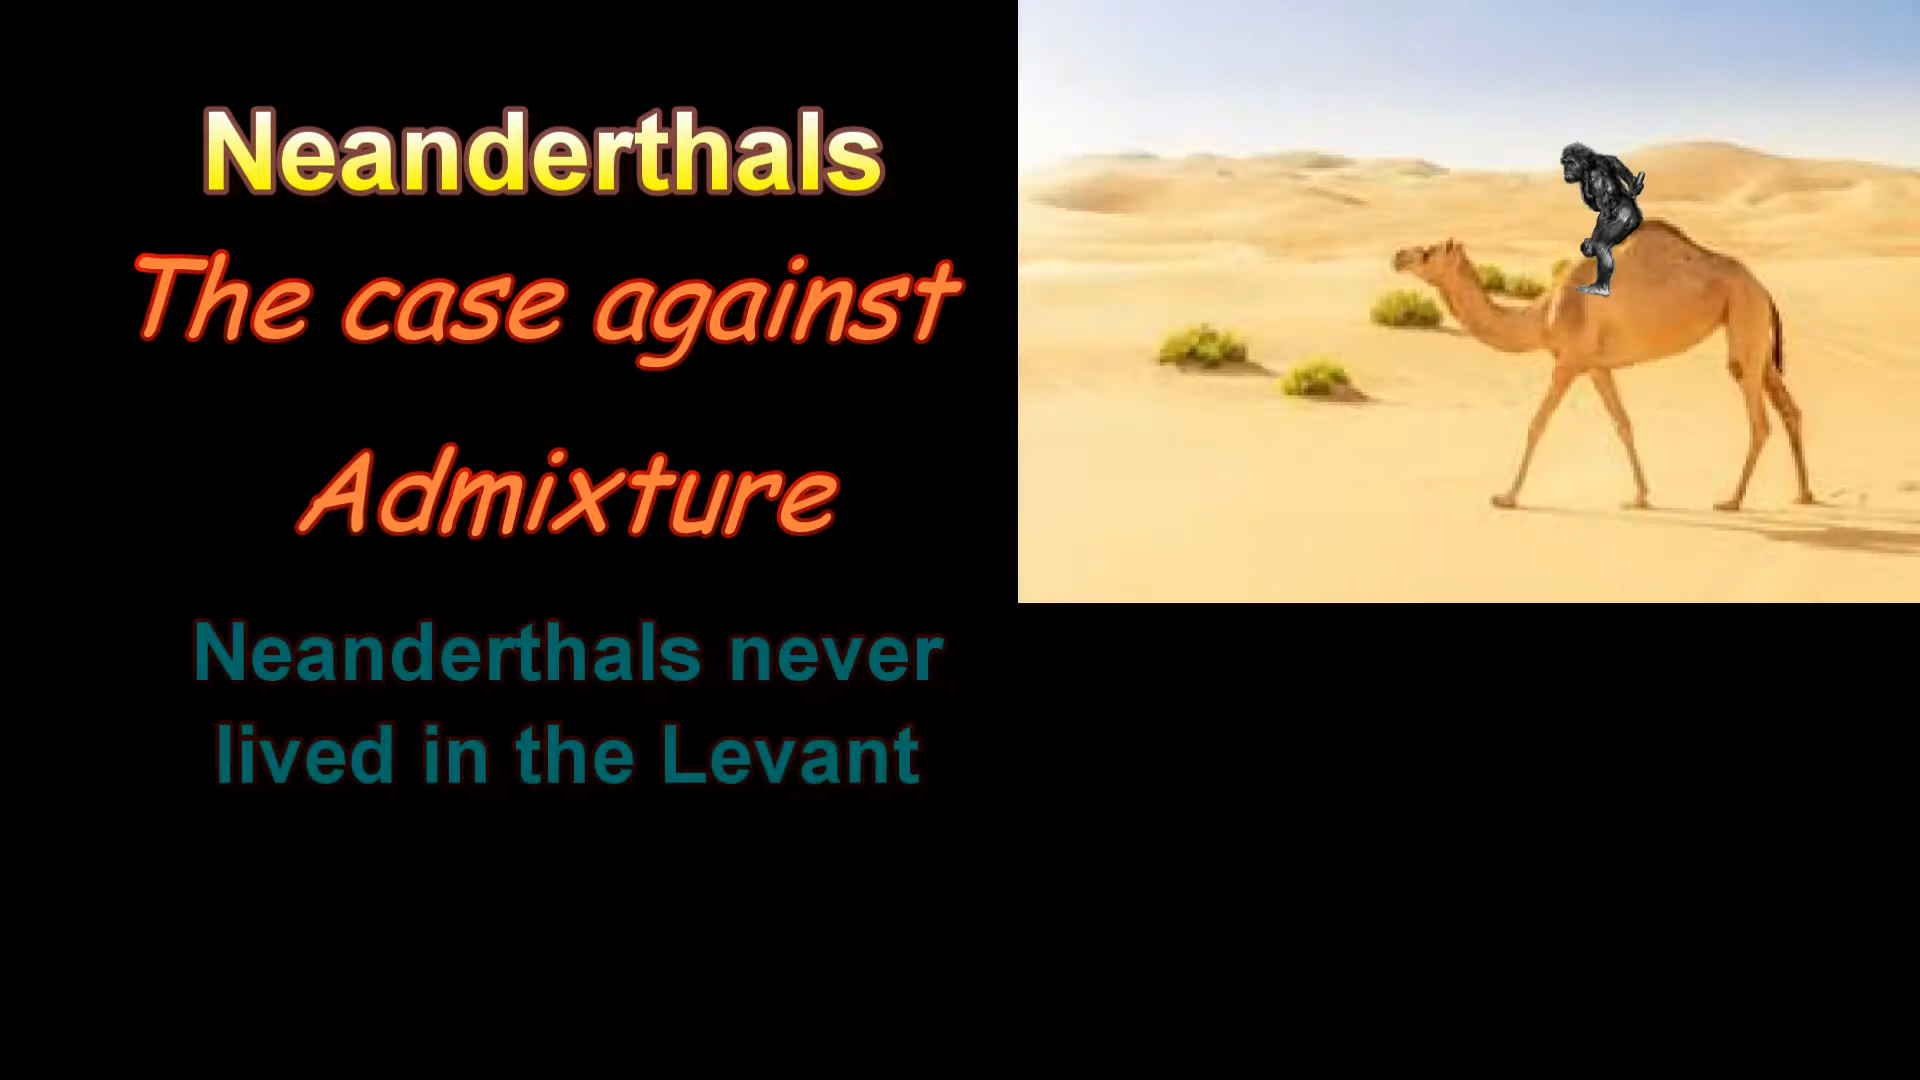 Neanderthals
The case against
Admixture
Neanderthals never
lived in the Levant